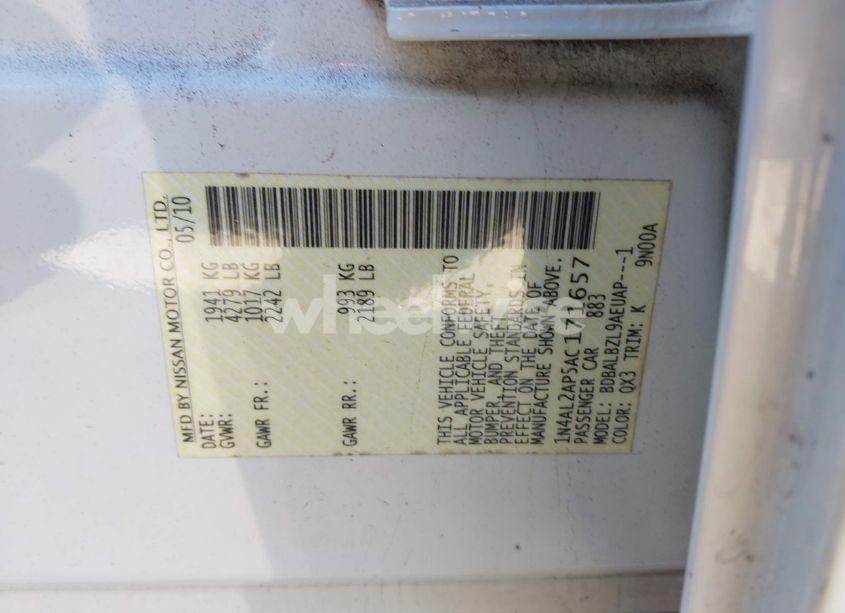 MFD BY NISSAN MOTOR CO., LTD.
DATE: 05/10
GVWR: 1941 KG
4279 LB
GAWR FR.: 1017 KG
2242 LB
GAWR RR.: 993 KG
2189 LB
THIS VEHICLE CONFORMS TO
ALL APPLICABLE FEDERAL
MOTOR VEHICLE SAFETY,
BUMPER, AND THEFT
PREVENTION STANDARDS IN
EFFECT ON THE DATE OF
MANUFACTURE SHOWN ABOVE.
1N4AL2AP5AC171657
PASSENGER CAR 883
MODEL: BDBALBZL9AEUAP---1
COLOR: QX3 TRIM: K 9N00A